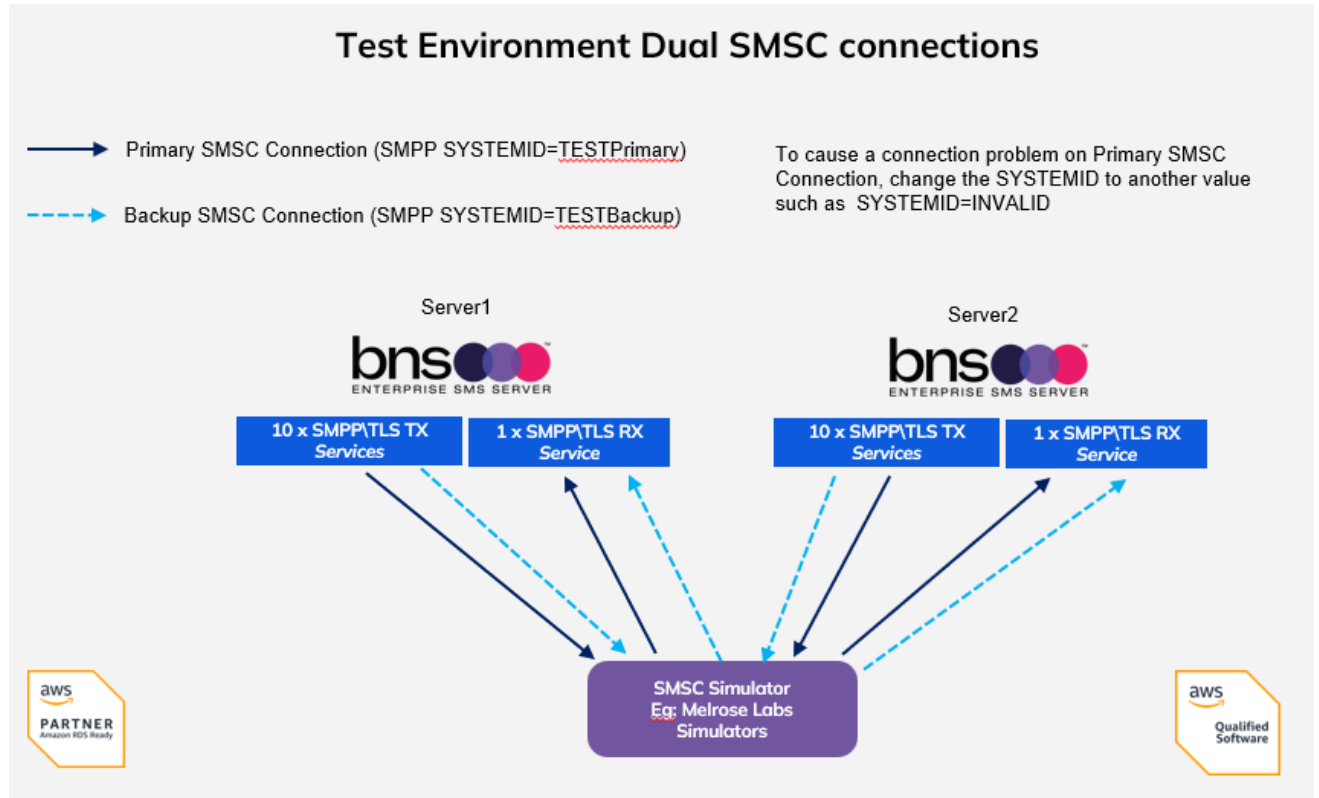 Test Environment Dual SMSC connections
Primary SMSC Connection (SMPP SYSTEMID=TESTPrimary)
Backup SMSC Connection (SMPP SYSTEMID=TESTBackup)
To cause a connection problem on Primary SMSC
Connection, change the SYSTEMID to another value
such as  SYSTEMID=INVALID
Server1
bns
ENTERPRISE SMS SERVER
10 x SMPP\TLS TX
Services
1 x SMPP\TLS RX
Service
Server2
bns
ENTERPRISE SMS SERVER
10 x SMPP\TLS TX
Services
1 x SMPP\TLS RX
Service
SMSC Simulator
Eg; Melrose Labs
Simulators
aws
PARTNER
Amazon RDS Ready
aws
Qualified
Software